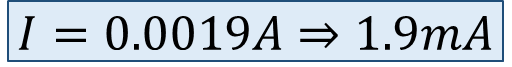 I = 0.0019A ⇒ 1.9mA